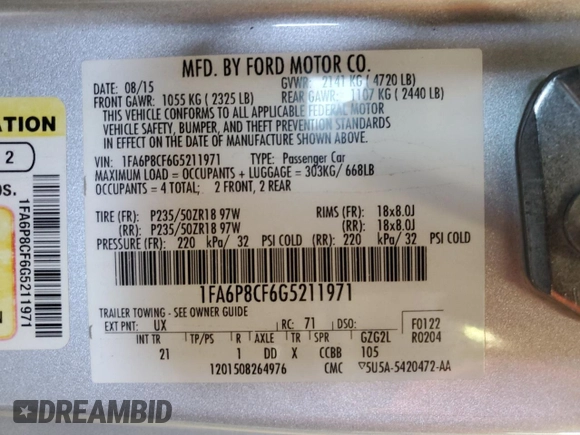 MFD. BY FORD MOTOR CO.
DATE: 08/15 GVWR: 2141 KG ( 4720 LB)
FRONT GAWR: 1055 KG ( 2325 LB) REAR GAWR: 1107 KG ( 2440 LB)
THIS VEHICLE CONFORMS TO ALL APPLICABLE FEDERAL MOTOR
VEHICLE SAFETY, BUMPER, AND THEFT PREVENTION STANDARDS
IN EFFECT ON THE DATE OF MANUFACTURE SHOWN ABOVE.
VIN: 1FA6P8CF6G5211971 TYPE: Passenger Car
MAXIMUM LOAD = OCCUPANTS + LUGGAGE = 303KG/ 668LB
OCCUPANTS = 4 TOTAL; 2 FRONT, 2 REAR
TIRE (FR): P235/50ZR18 97W RIMS (FR): 18x8.0J
(RR): P235/50ZR18 97W (RR): 18x8.0J
PRESSURE (FR): 220 kPa/ 32 PSI COLD (RR): 220 kPa/ 32 PSI COLD
1FA6P8CF6G5211971
TRAILER TOWING - SEE OWNER GUIDE
EXT PNT: UX RC: 71 DSO: F0122
INT TR TP/PS R AXLE TR SPR GZG2L R0204
21 1 DD X CCBB 105
1201508264976 CMC 5U5A-5420472-AA
ATION
2
os.
1FA6P8CF6G5211971
N
DREAMBID